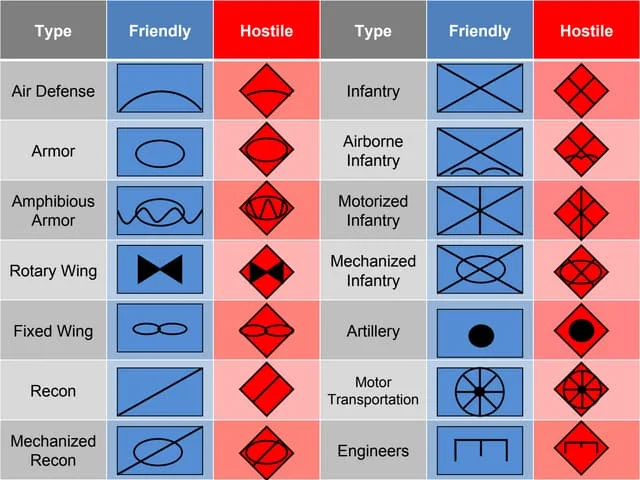 Type Friendly Hostile Type Friendly Hostile
Air Defense
Infantry
Armor
Airborne
Infantry
Amphibious
Armor
Motorized
Infantry
Rotary Wing
Mechanized
Infantry
Fixed Wing
Artillery
Recon
Motor
Transportation
Mechanized
Recon
Engineers